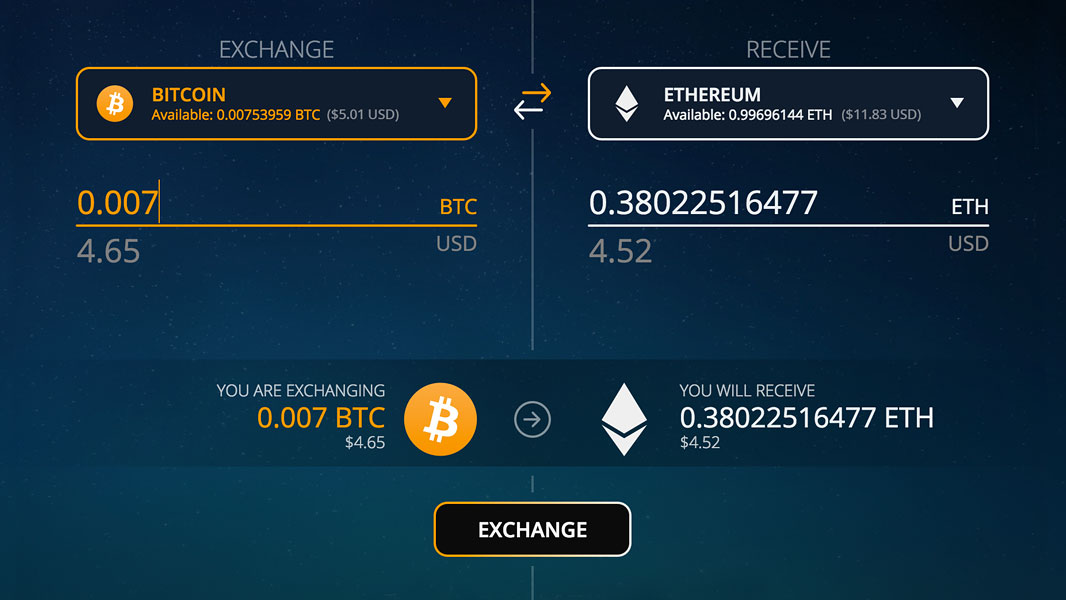 EXCHANGE
RECEIVE
BITCOIN
Available: 0.00753959 BTC ($5.01 USD)
ETHEREUM
Available: 0.99696144 ETH ($11.83 USD)
0.007 BTC
4.65 USD
0.38022516477 ETH
4.52 USD
YOU ARE EXCHANGING
0.007 BTC
$4.65
YOU WILL RECEIVE
0.38022516477 ETH
$4.52
EXCHANGE